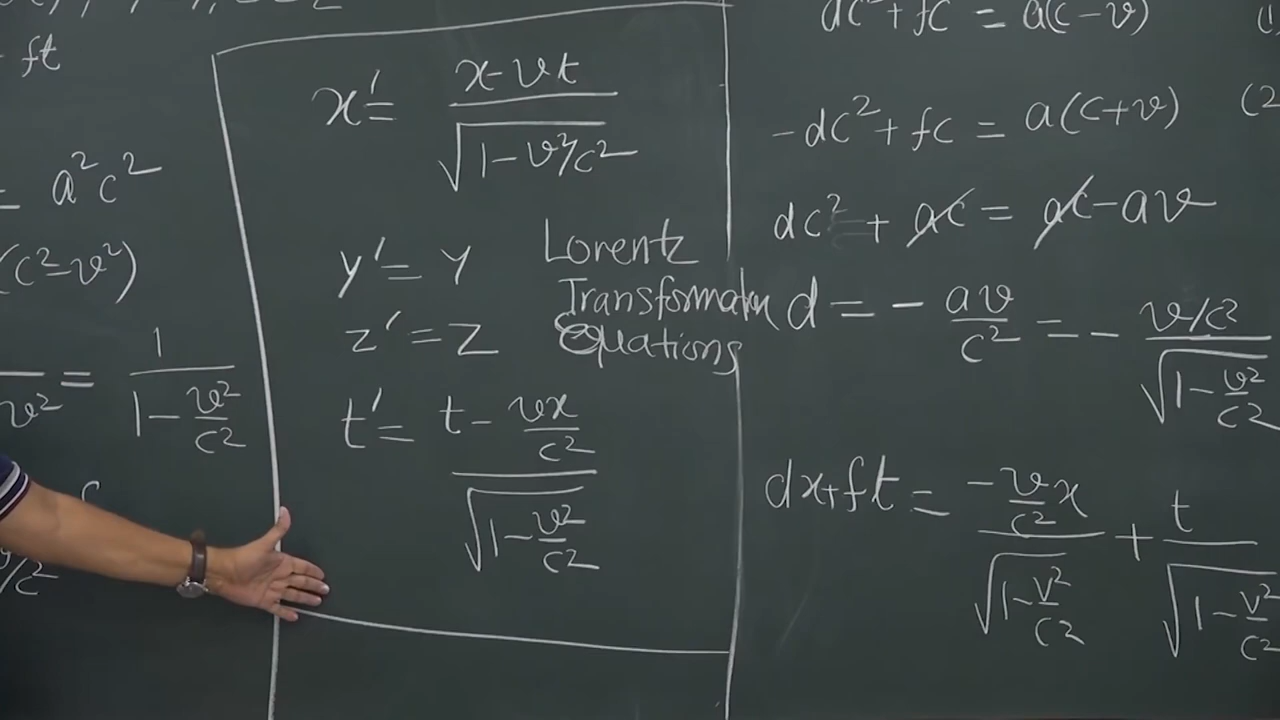 ft
= a²c²
(c²-v²)
v² = 1/(1-v²/c²)
x' = (x-vt)/√(1-v²/c²)
y' = y
z' = z
Lorentz
Transformation
Equations
t' = (t - vx/c²)/√(1-v²/c²)
dc²+fc = a(c-v)
-dc²+fc = a(c+v) (2
dc² + ac = ac-av
d = - av/c² = - (v/c²)/√(1-v²/c²)
dx+ft = (-v/c² x)/√(1-v²/c²) + t/√(1-v²/c²)